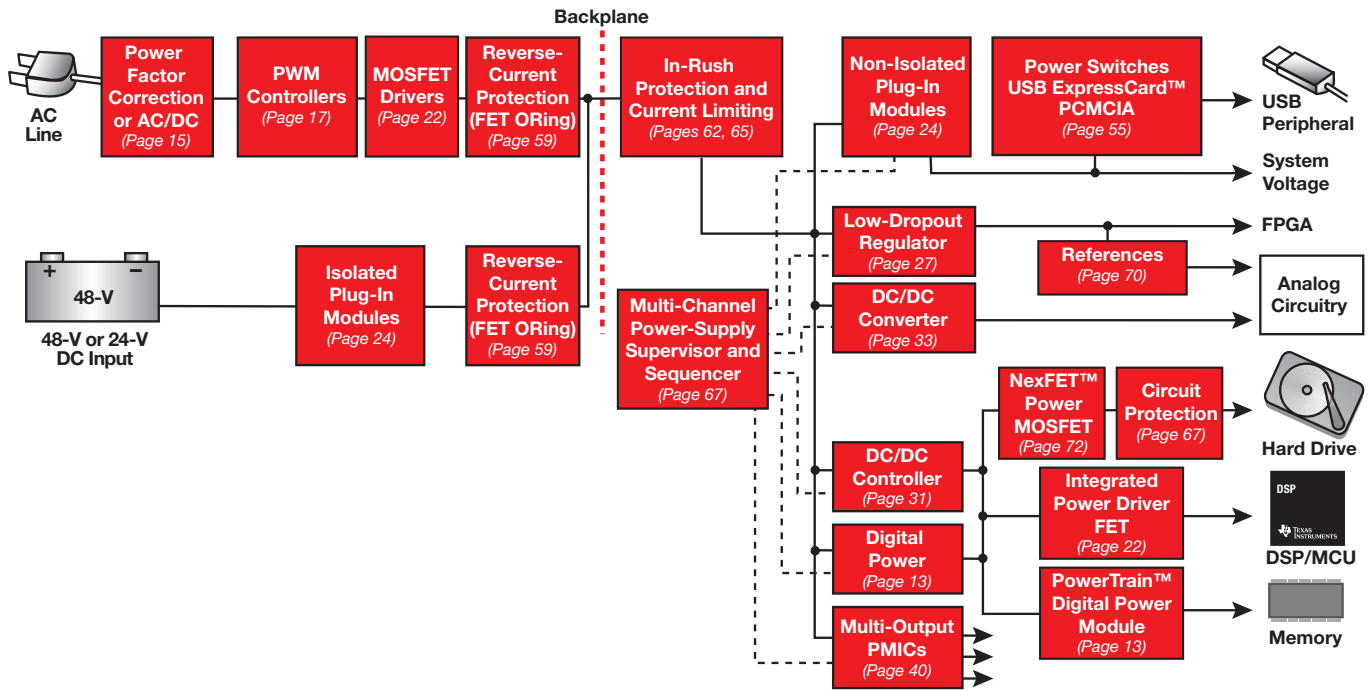 Backplane
AC
Line
Power
Factor
Correction
or AC/DC
(Page 15)
PWM
Controllers
(Page 17)
MOSFET
Drivers
(Page 22)
Reverse-
Current
Protection
(FET ORing)
(Page 59)
In-Rush
Protection and
Current Limiting
(Pages 62, 65)
Non-Isolated
Plug-In
Modules
(Page 24)
Power Switches
USB ExpressCard™
PCMCIA
(Page 55)
USB
Peripheral
System
Voltage
Low-Dropout
Regulator
(Page 27)
FPGA
References
(Page 70)
Analog
Circuitry
+ −
48-V
48-V or 24-V
DC Input
Isolated
Plug-In
Modules
(Page 24)
Reverse-
Current
Protection
(FET ORing)
(Page 59)
Multi-Channel
Power-Supply
Supervisor and
Sequencer
(Page 67)
DC/DC
Converter
(Page 33)
NexFET™
Power
MOSFET
(Page 72)
Circuit
Protection
(Page 67)
Hard Drive
DC/DC
Controller
(Page 31)
Integrated
Power Driver
FET
(Page 22)
DSP
TEXAS
INSTRUMENTS
DSP/MCU
Digital
Power
(Page 13)
PowerTrain™
Digital Power
Module
(Page 13)
Memory
Multi-Output
PMICs
(Page 40)